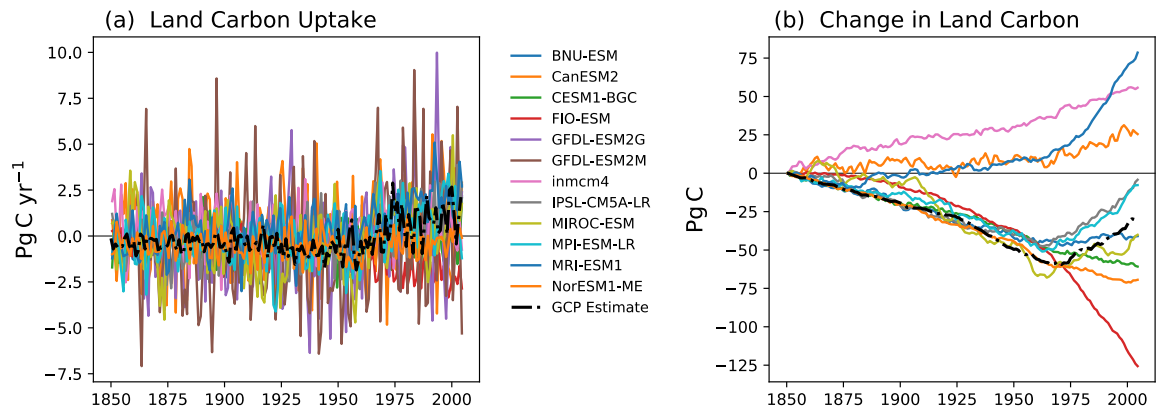 (a) Land Carbon Uptake
Pg C yr⁻¹
10.0
7.5
5.0
2.5
0.0
−2.5
−5.0
−7.5
1850 1875 1900 1925 1950 1975 2000
BNU-ESM
CanESM2
CESM1-BGC
FIO-ESM
GFDL-ESM2G
GFDL-ESM2M
inmcm4
IPSL-CM5A-LR
MIROC-ESM
MPI-ESM-LR
MRI-ESM1
NorESM1-ME
GCP Estimate
(b) Change in Land Carbon
Pg C
75
50
25
0
−25
−50
−75
−100
−125
1850 1875 1900 1925 1950 1975 2000